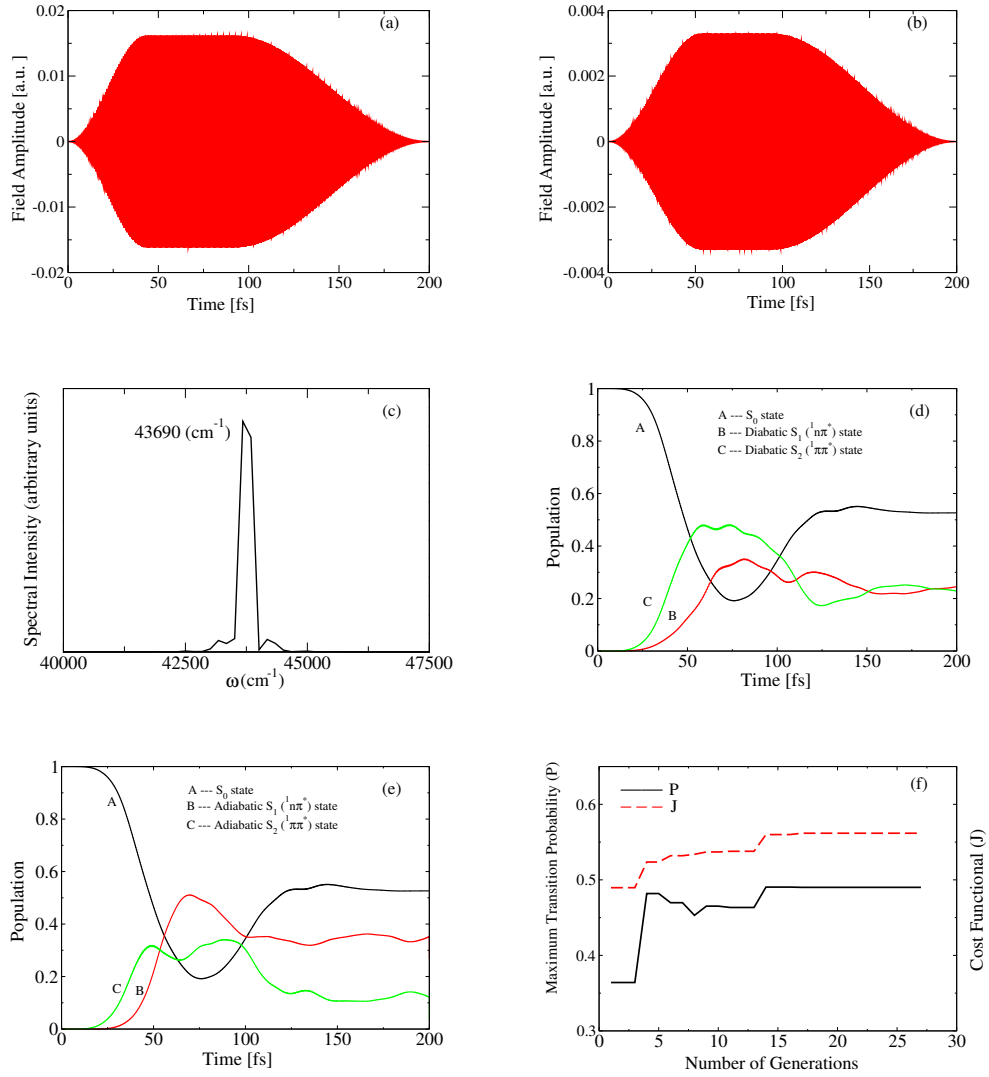 (a)
Field Amplitude [a.u.]
0.02
0.01
0
-0.01
-0.02
0 50 100 150 200
Time [fs]
(b)
Field Amplitude [a.u.]
0.004
0.002
0
-0.002
-0.004
0 50 100 150 200
Time [fs]
(c)
Spectral Intensity (arbitrary units)
43690 (cm⁻¹)
40000 42500 45000 47500
ω(cm⁻¹)
(d)
Population
1
0.8
0.6
0.4
0.2
0
A --- S₀ state
B --- Diabatic S₁ (¹nπ*) state
C --- Diabatic S₂ (¹ππ*) state
A
C
B
0 50 100 150 200
Time [fs]
(e)
Population
1
0.8
0.6
0.4
0.2
0
A --- S₀ state
B --- Adiabatic S₁ (¹nπ*) state
C --- Adiabatic S₂ (¹ππ*) state
A
C
B
0 50 100 150 200
Time [fs]
(f)
Maximum Transition Probability (P)
0.6
0.5
0.4
0.3
P
J
Cost Functional (J)
0 5 10 15 20 25 30
Number of Generations